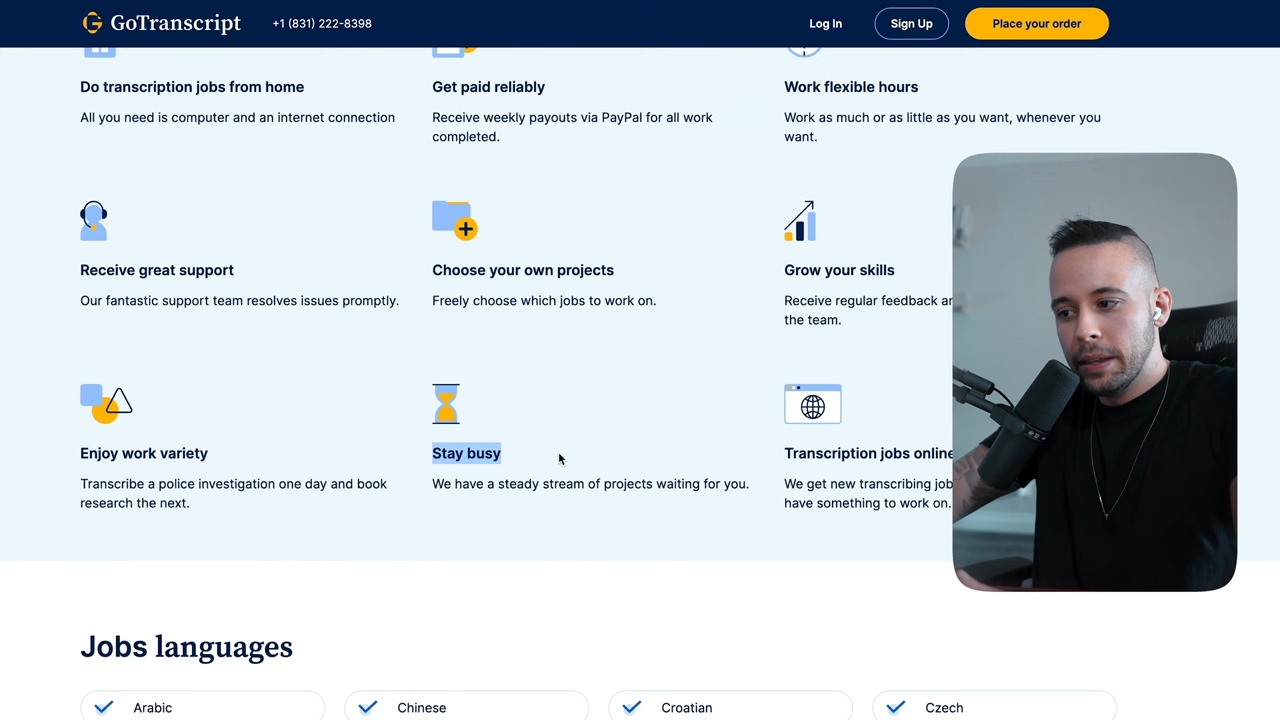 GoTranscript
+1 (831) 222-8398
Log In
Sign Up
Place your order
Do transcription jobs from home
All you need is computer and an internet connection
Get paid reliably
Receive weekly payouts via PayPal for all work
completed.
Work flexible hours
Work as much or as little as you want, whenever you
want.
Receive great support
Our fantastic support team resolves issues promptly.
Choose your own projects
Freely choose which jobs to work on.
Grow your skills
Receive regular feedback
the team.
Enjoy work variety
Transcribe a police investigation one day and book
research the next.
Stay busy
We have a steady stream of projects waiting for you.
Transcription jobs online
We get new transcribing
have something to work on.
Jobs languages
Arabic
Chinese
Croatian
Czech